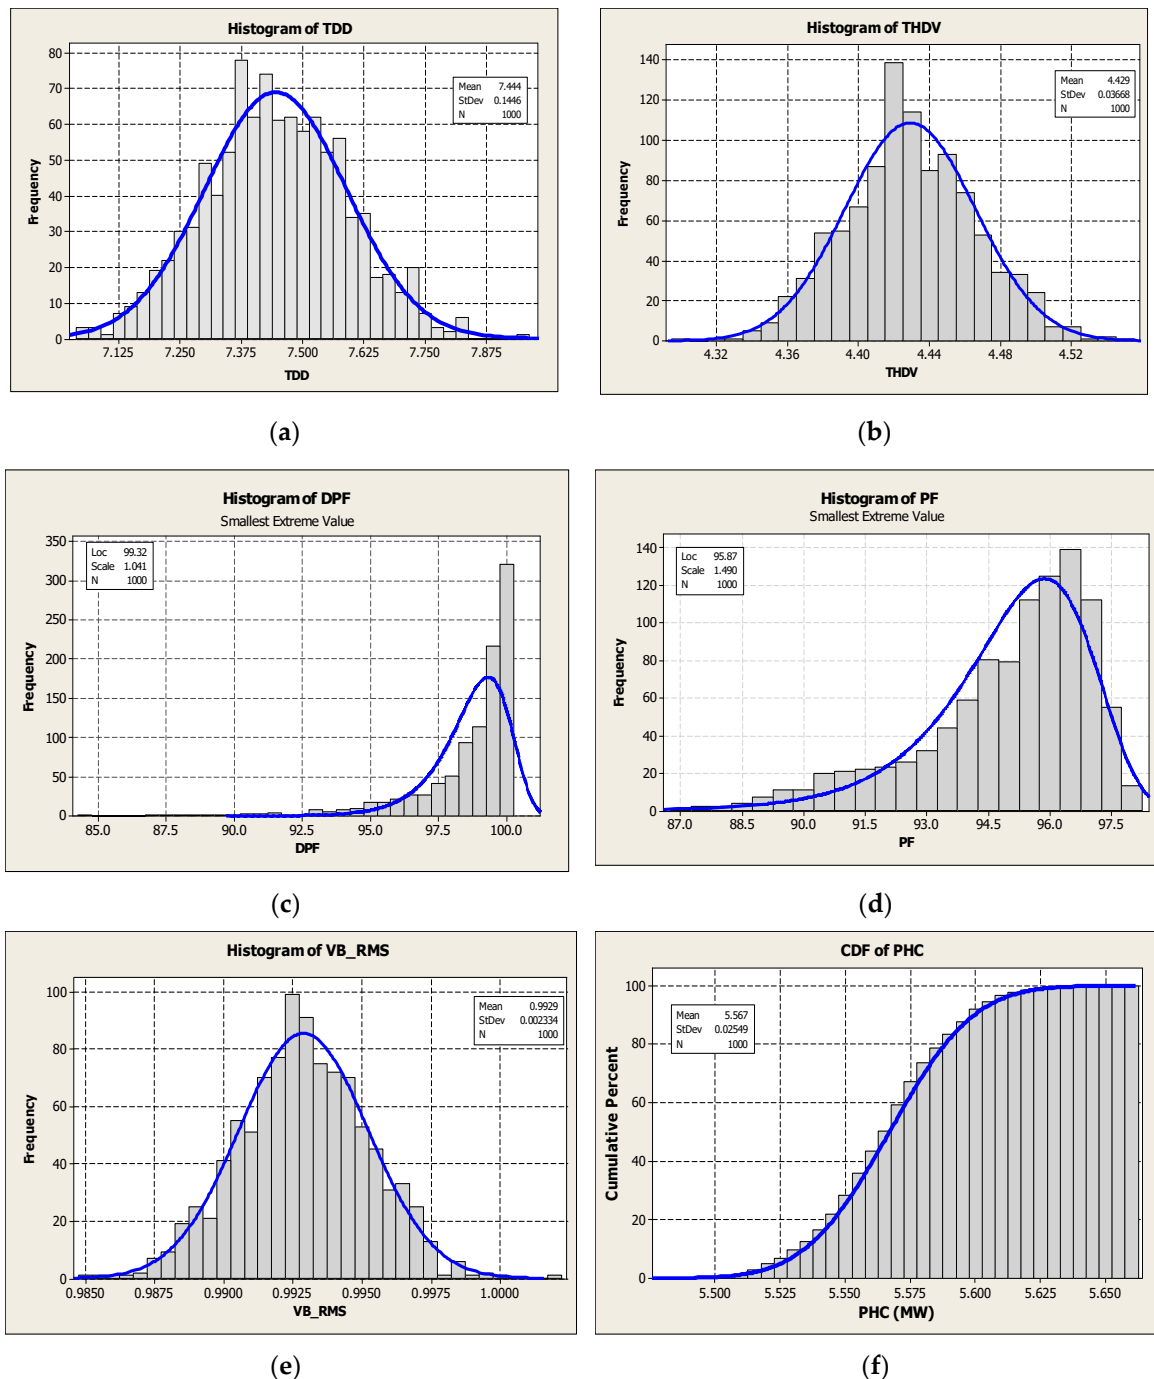 Histogram of TDD
80
70
60
50
40
30
20
10
0
Frequency
Mean 7.444
StDev 0.1446
N 1000
7.125 7.250 7.375 7.500 7.625 7.750 7.875
TDD
(a)
Histogram of THDV
140
120
100
80
60
40
20
0
Frequency
Mean 4.429
StDev 0.03668
N 1000
4.32 4.36 4.40 4.44 4.48 4.52
THDV
(b)
Histogram of DPF
Smallest Extreme Value
350
300
250
200
150
100
50
0
Frequency
Loc 99.32
Scale 1.041
N 1000
85.0 87.5 90.0 92.5 95.0 97.5 100.0
DPF
(c)
Histogram of PF
Smallest Extreme Value
140
120
100
80
60
40
20
0
Frequency
Loc 95.87
Scale 1.490
N 1000
87.0 88.5 90.0 91.5 93.0 94.5 96.0 97.5
PF
(d)
Histogram of VB_RMS
100
80
60
40
20
0
Frequency
Mean 0.9929
StDev 0.002334
N 1000
0.9850 0.9875 0.9900 0.9925 0.9950 0.9975 1.0000
VB_RMS
(e)
CDF of PHC
100
80
60
40
20
0
Cumulative Percent
Mean 5.567
StDev 0.02549
N 1000
5.500 5.525 5.550 5.575 5.600 5.625 5.650
PHC (MW)
(f)